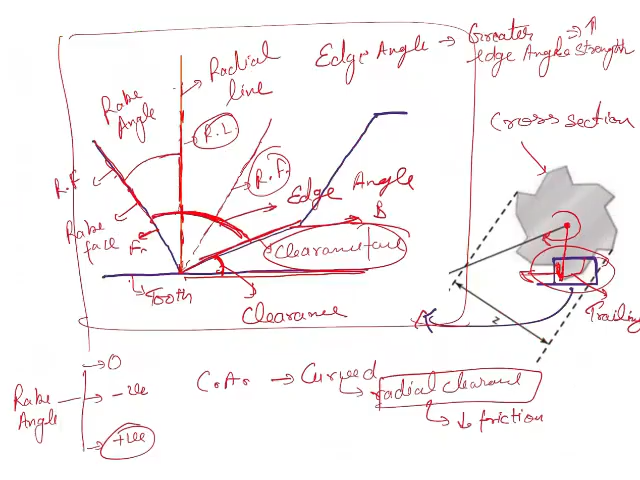 Edge Angle → Greater edge Angle ⇒ ↑ strength
Radial line
Rake Angle
R.L
R.F
R.F.
Rake face
Edge Angle
B
Clearance face
Tooth
Clearance
Cross section
A
Z
Trailing
Rake Angle
→ 0
→ -ve
→ +ve
C.A. → Curved
radial clearance
↓ friction